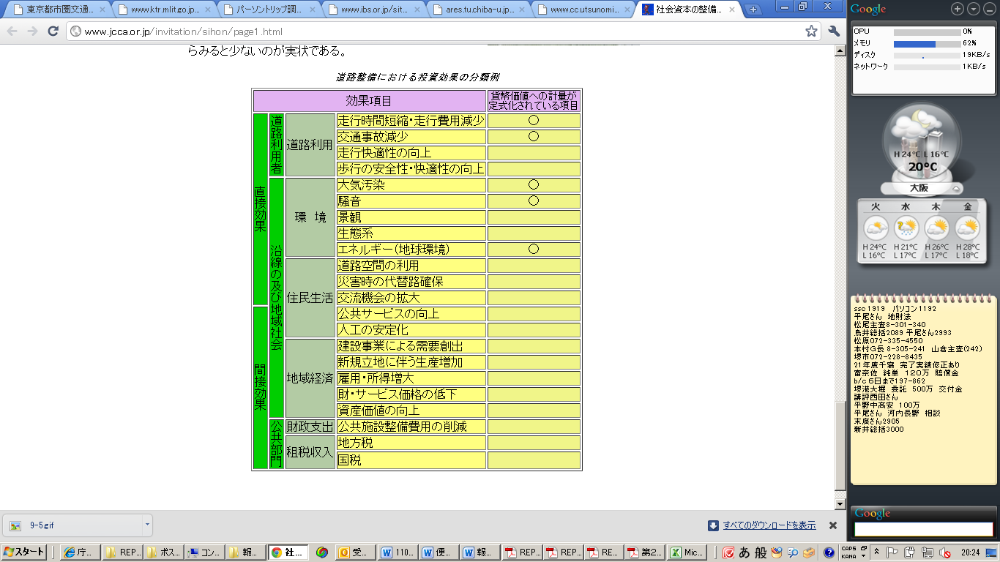 東京都市圏交通...
www.ktr.mlit.go.jp...
パーソントリップ調...
www.ibs.or.jp/sit...
ares.tu.chiba-u.jp...
www.cc.utsunomi...
社会資本の整備...
www.jcca.or.jp/invitation/sihon/page1.html
らみると少ないのが実状である。
道路整備における投資効果の分類例
効果項目
貨幣価値への計量が
定式化されている項目
直接効果
道路利用者
道路利用
走行時間短縮・走行費用減少 ○
交通事故減少 ○
走行快適性の向上
歩行の安全性・快適性の向上
沿線の及び地域社会
環 境
大気汚染 ○
騒音 ○
景観
生態系
エネルギー(地球環境) ○
住民生活
道路空間の利用
災害時の代替路確保
交流機会の拡大
間接効果
公共サービスの向上
人工の安定化
地域経済
建設事業による需要創出
新規立地に伴う生産増加
雇用・所得増大
財・サービス価格の低下
資産価値の向上
公共部門
財政支出
公共施設整備費用の削減
租税収入
地方税
国税
Google
CPU 0%
メモリ 62%
ディスク 19KB/s
ネットワーク 1KB/s
H 24°C L 16°C
20°C
大阪
火 水 木 金
H 24°C H 21°C H 26°C H 28°C
L 16°C L 17°C L 17°C L 18°C
ssc 1919 パソコン1192
平尾さん 地財法
松尾主査8-301-340
鳥井総括2089 平尾さん2993
松原072-335-4550
本村G長 8-305-241 山倉主査(242)
堺市072-228-8435
21年度千寝 完了実績修正あり
富奈佐 純単 120万 賠償金
b/c 6日まで197-862
堺港大堀 委託 500万 交付金
講評西田さん
平野中高安 100万
平尾さん 河内長野 相談
末廣さん2905
新井総括3000
Google
9-5.gif
すべてのダウンロードを表示
スタート
庁...
REP...
ポス...
コン...
報...
社...
受...
110...
便...
報...
REP...
REP...
RE...
第2...
Mic...
あ 般
CAPS
KANA
20:24